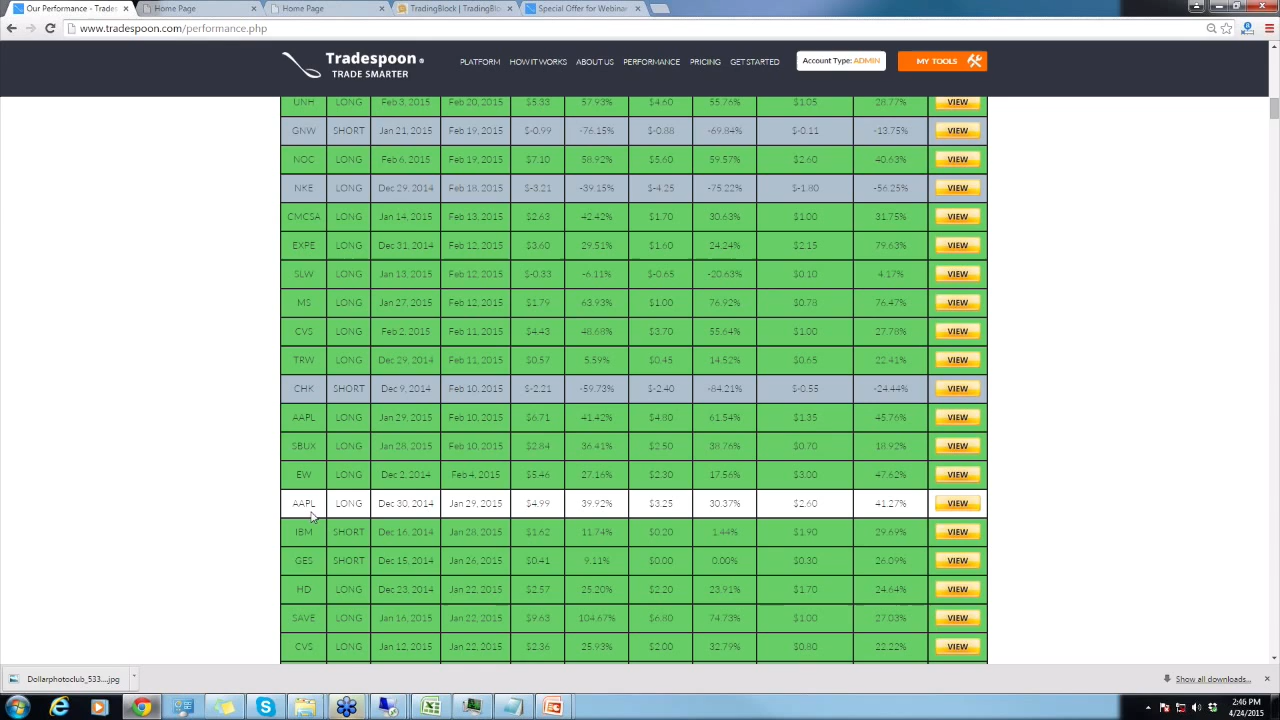 Our Performance - Trades
Home Page
Home Page
TradingBlock | TradingBlo
Special Offer for Webinar
www.tradespoon.com/performance.php
Tradespoon®
TRADE SMARTER
PLATFORM HOW IT WORKS ABOUT US PERFORMANCE PRICING GET STARTED
Account Type: ADMIN
MY TOOLS
UNH LONG Feb 3, 2015 Feb 20, 2015 $5.33 57.93% $4.60 55.76% $1.05 28.77% VIEW
GNW SHORT Jan 21, 2015 Feb 19, 2015 $-0.99 -76.15% $-0.88 -69.84% $-0.11 -13.75% VIEW
NOC LONG Feb 6, 2015 Feb 19, 2015 $7.10 58.92% $5.60 59.57% $2.60 40.63% VIEW
NKE LONG Dec 29, 2014 Feb 18, 2015 $-3.21 -39.15% $-4.25 -75.22% $-1.80 -56.25% VIEW
CMCSA LONG Jan 14, 2015 Feb 13, 2015 $2.63 42.42% $1.70 30.63% $1.00 31.75% VIEW
EXPE LONG Dec 31, 2014 Feb 12, 2015 $3.60 29.51% $1.60 24.24% $2.15 79.63% VIEW
SLW LONG Jan 13, 2015 Feb 12, 2015 $-0.33 -6.11% $-0.65 -20.63% $0.10 4.17% VIEW
MS LONG Jan 27, 2015 Feb 12, 2015 $1.79 63.93% $1.00 76.92% $0.78 76.47% VIEW
CVS LONG Feb 2, 2015 Feb 11, 2015 $4.43 48.68% $3.70 55.64% $1.00 27.78% VIEW
TRW LONG Dec 29, 2014 Feb 11, 2015 $0.57 5.59% $0.45 14.52% $0.65 22.41% VIEW
CHK SHORT Dec 9, 2014 Feb 10, 2015 $-2.21 -59.73% $-2.40 -84.21% $-0.55 -24.44% VIEW
AAPL LONG Jan 29, 2015 Feb 10, 2015 $6.71 41.42% $4.80 61.54% $1.35 45.76% VIEW
SBUX LONG Jan 28, 2015 Feb 10, 2015 $2.84 36.41% $2.50 38.76% $0.70 18.92% VIEW
EW LONG Dec 2, 2014 Feb 4, 2015 $5.46 27.16% $2.30 17.56% $3.00 47.62% VIEW
AAPL LONG Dec 30, 2014 Jan 29, 2015 $4.99 39.92% $3.25 30.37% $2.60 41.27% VIEW
IBM SHORT Dec 16, 2014 Jan 28, 2015 $1.62 11.74% $0.20 1.44% $1.90 29.69% VIEW
GES SHORT Dec 15, 2014 Jan 26, 2015 $0.41 9.11% $0.00 0.00% $0.30 26.09% VIEW
HD LONG Dec 23, 2014 Jan 22, 2015 $2.57 25.20% $2.20 23.91% $1.70 24.64% VIEW
SAVE LONG Jan 16, 2015 Jan 22, 2015 $9.63 104.67% $6.80 74.73% $1.00 27.03% VIEW
CVS LONG Jan 12, 2015 Jan 22, 2015 $2.36 25.93% $2.00 32.79% $0.80 22.22% VIEW
Dollarphotoclub_533....jpg
Show all downloads...
2:46 PM
4/24/2015